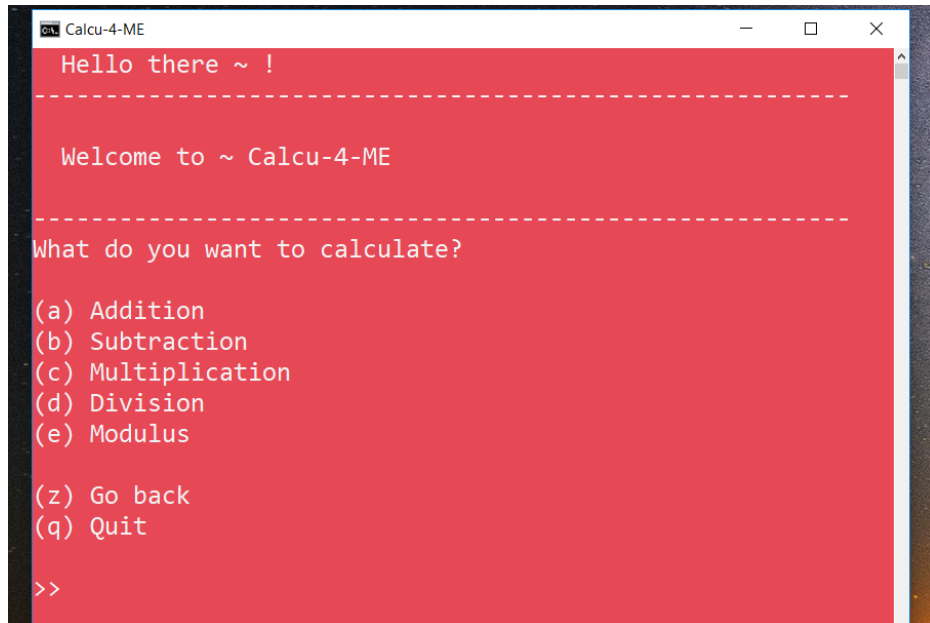 Calcu-4-ME
Hello there ~ !
---------------------------------------------------------
Welcome to ~ Calcu-4-ME
---------------------------------------------------------
What do you want to calculate?
(a) Addition
(b) Subtraction
(c) Multiplication
(d) Division
(e) Modulus
(z) Go back
(q) Quit
>>